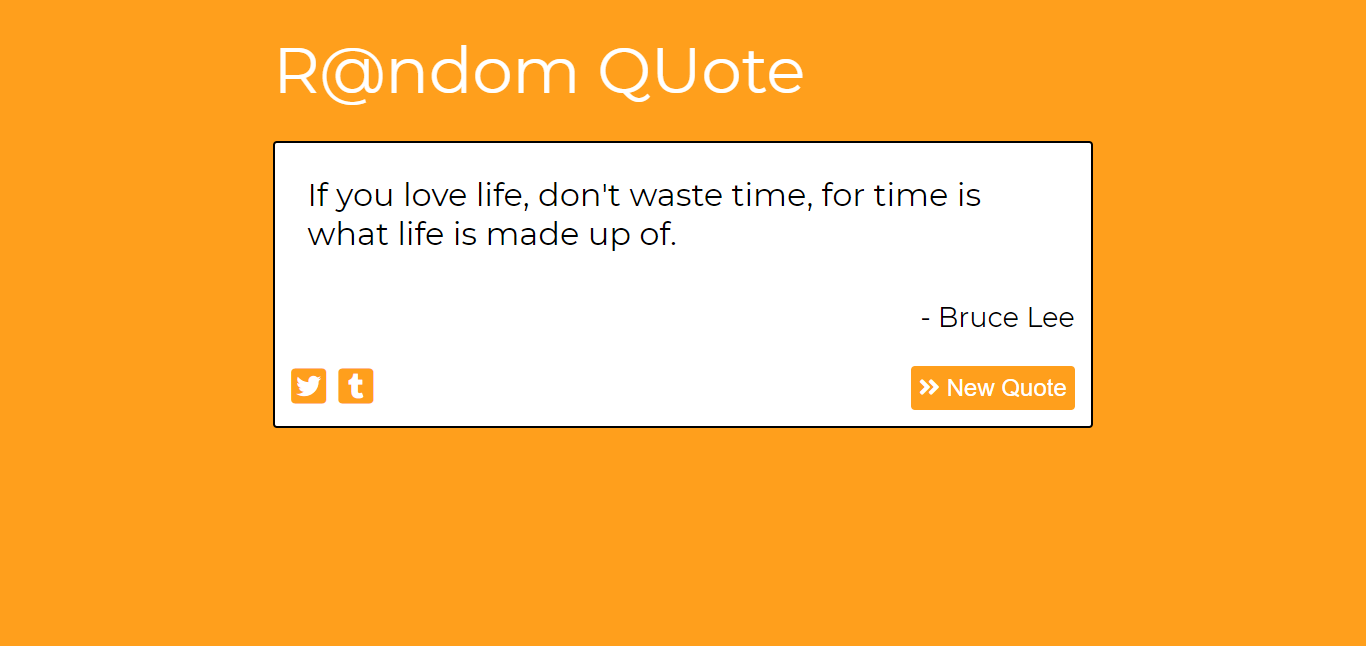 R@ndom QUote
If you love life, don't waste time, for time is
what life is made up of.
- Bruce Lee
New Quote